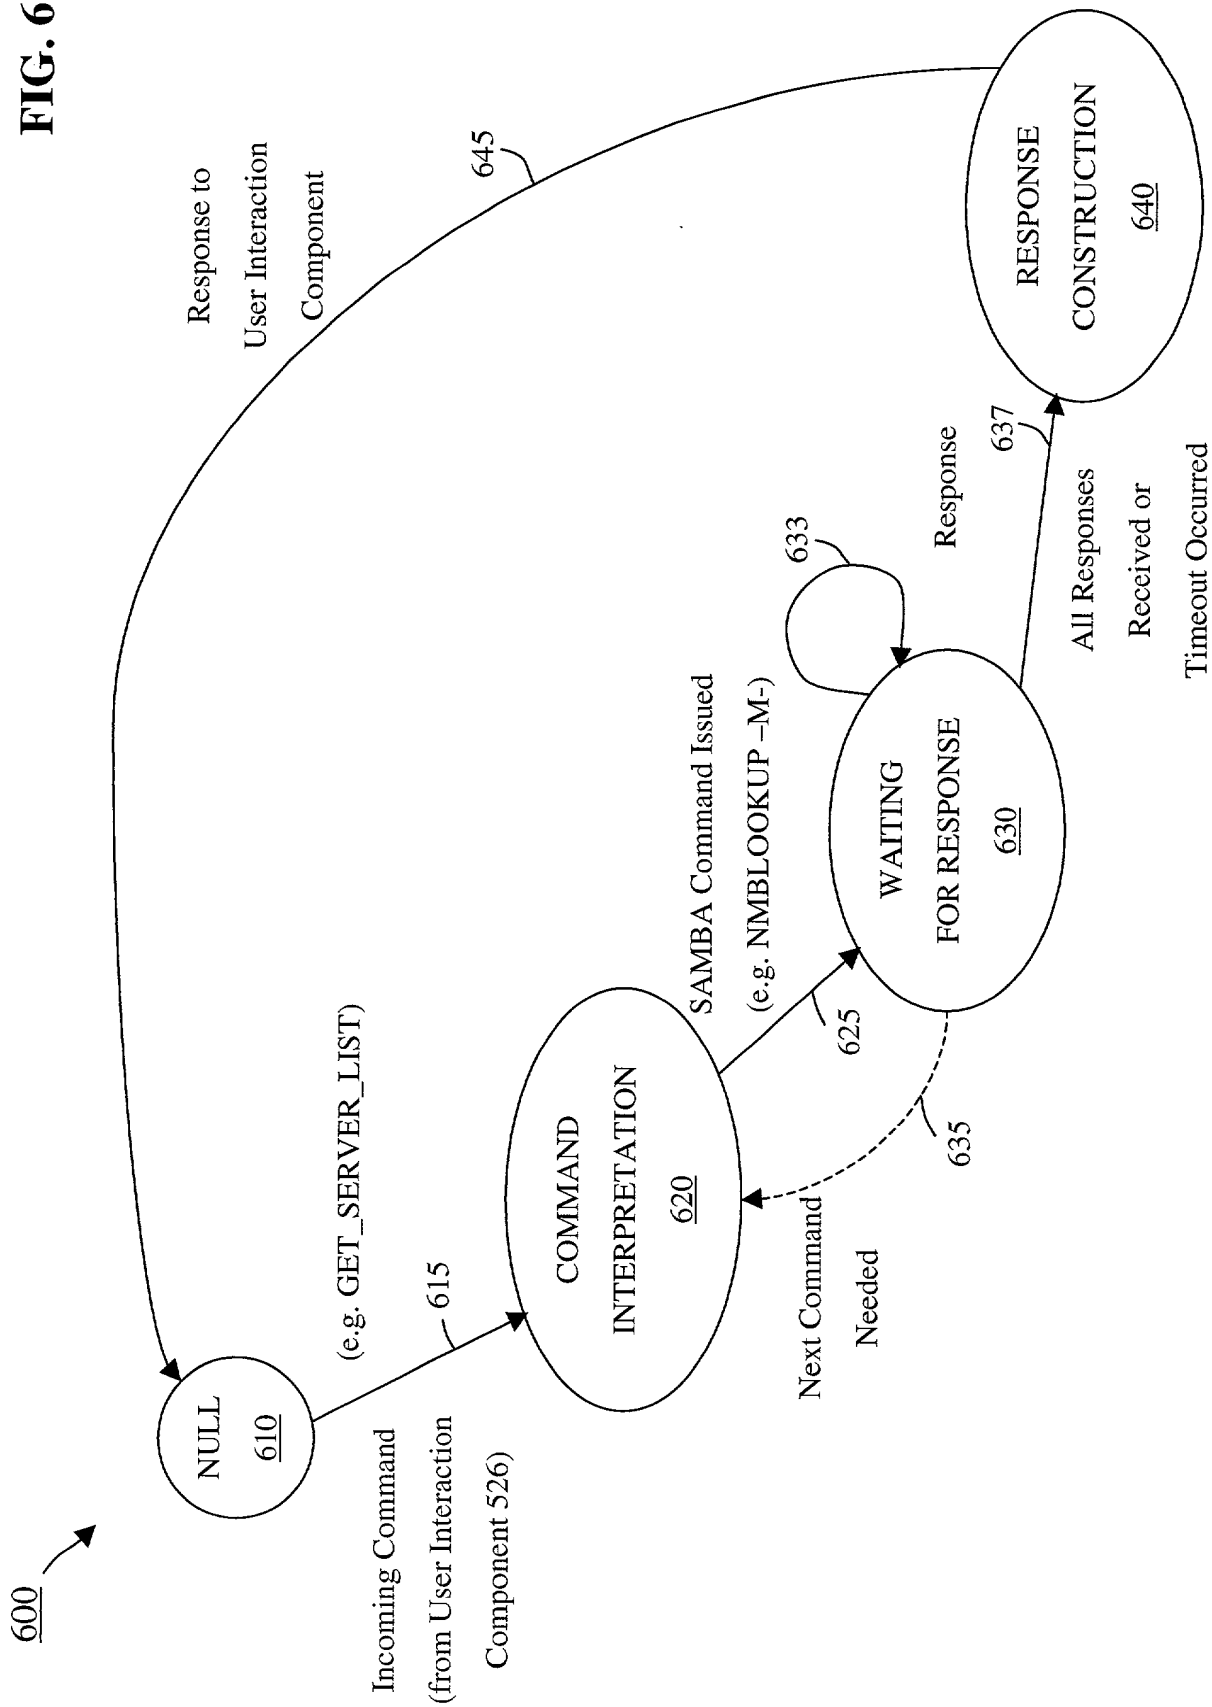 FIG. 6
600
NULL
610
Incoming Command
(from User Interaction
Component 526)
(e.g. GET_SERVER_LIST)
615
COMMAND
INTERPRETATION
620
SAMBA Command Issued
(e.g. NMBLOOKUP –M-)
625
Next Command
Needed
635
WAITING
FOR RESPONSE
630
633
Response
637
All Responses
Received or
Timeout Occurred
RESPONSE
CONSTRUCTION
640
645
Response to
User Interaction
Component